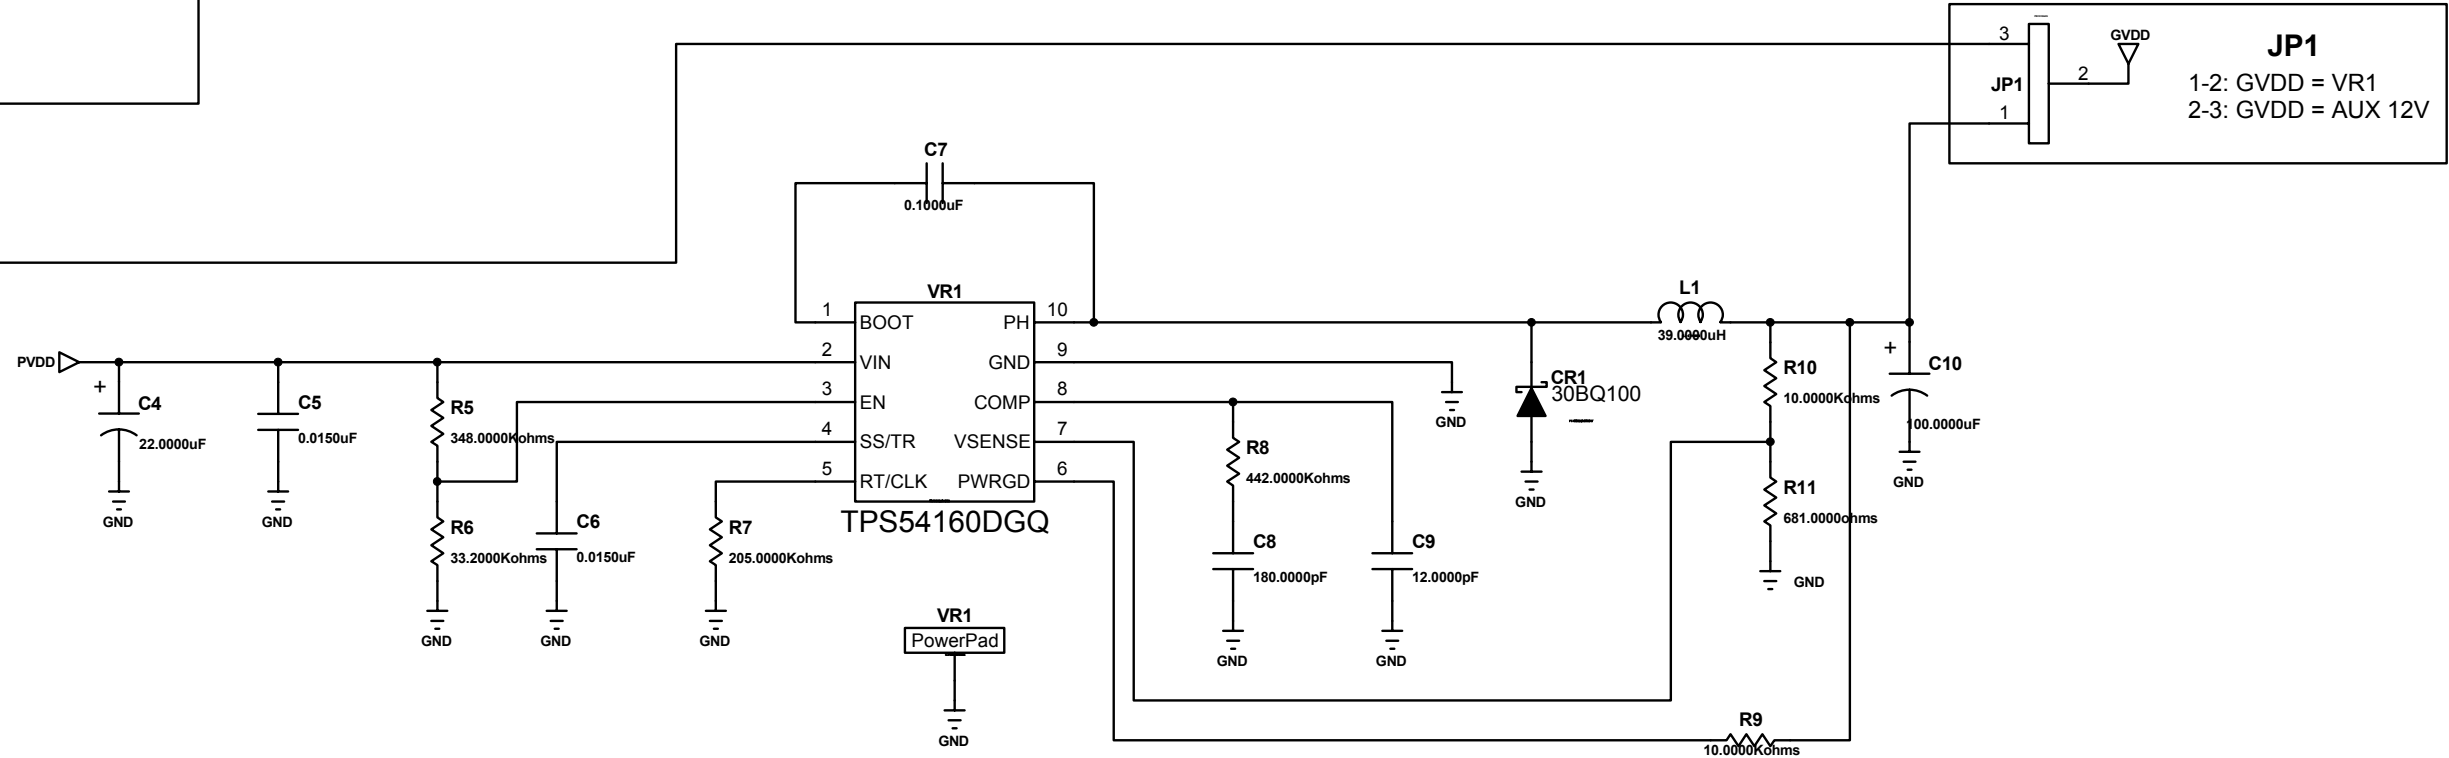 3
GVDD
JP1
JP1
2
1
1-2: GVDD = VR1
2-3: GVDD = AUX 12V
C7
0.1000uF
VR1
1
BOOT
PH
10
2
VIN
GND
9
3
EN
COMP
8
4
SS/TR
VSENSE
7
5
RT/CLK
PWRGD
6
TPS54160DGQ
PVDD
+
C4
22.0000uF
GND
C5
0.0150uF
GND
R5
348.0000Kohms
R6
33.2000Kohms
GND
C6
0.0150uF
GND
R7
205.0000Kohms
GND
VR1
PowerPad
GND
GND
R8
442.0000Kohms
C8
180.0000pF
GND
C9
12.0000pF
GND
CR1
30BQ100
GND
L1
39.0000uH
R10
10.0000Kohms
R11
681.0000ohms
GND
+
C10
100.0000uF
GND
R9
10.0000Kohms